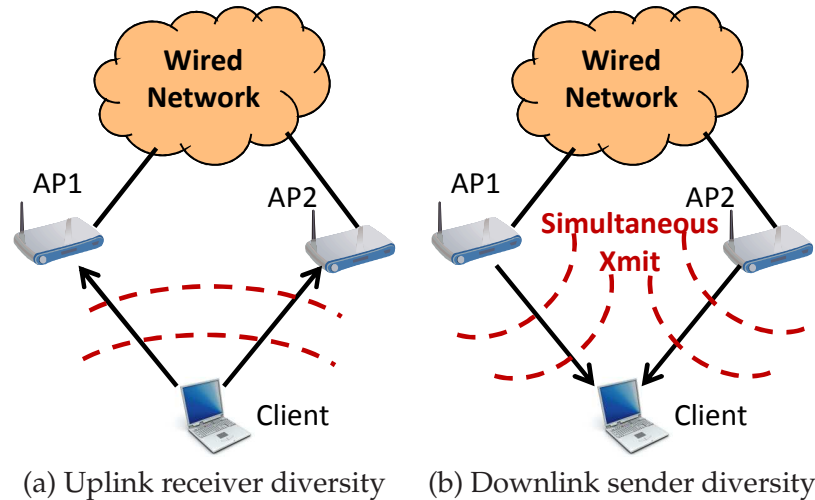 Wired
Network
AP1
AP2
Client
(a) Uplink receiver diversity
Wired
Network
AP1
AP2
Simultaneous
Xmit
Client
(b) Downlink sender diversity